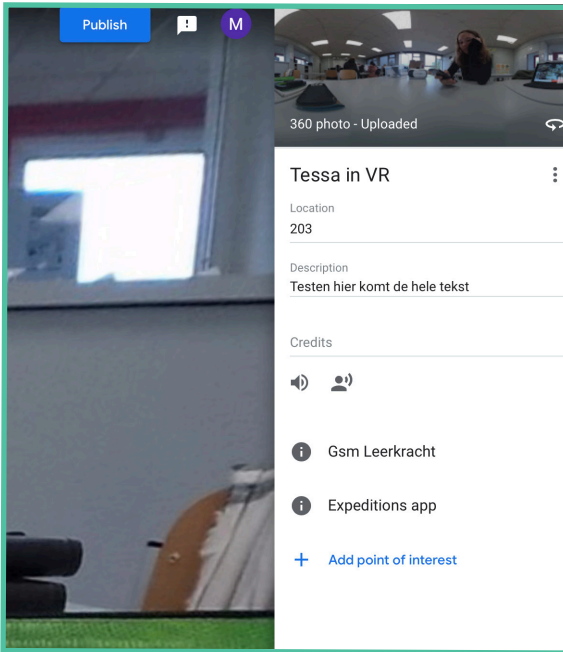 Publish
M
360 photo - Uploaded
Tessa in VR
Location
203
Description
Testen hier komt de hele tekst
Credits
Gsm Leerkracht
Expeditions app
Add point of interest